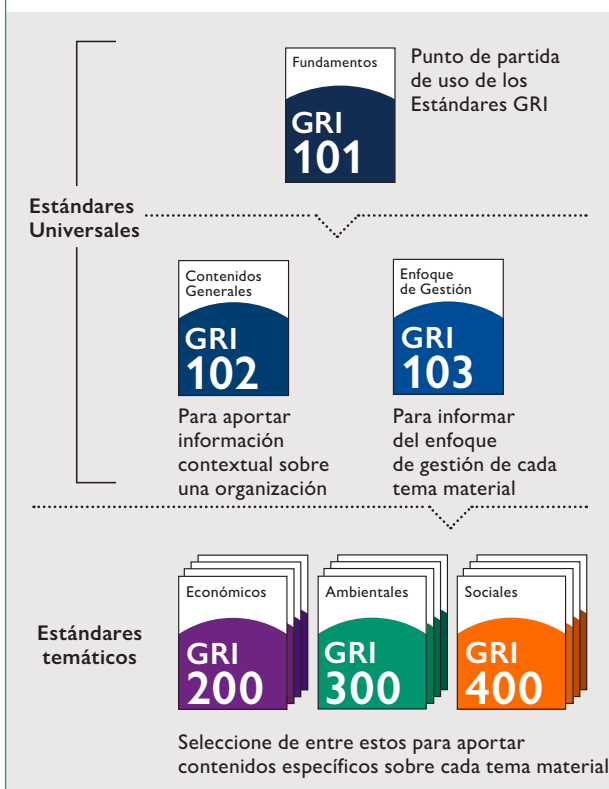 Fundamentos
GRI
101
Punto de partida
de uso de los
Estándares GRI
Estándares
Universales
Contenidos
Generales
GRI
102
Para aportar
información
contextual sobre
una organización
Enfoque
de Gestión
GRI
103
Para informar
del enfoque
de gestión de cada
tema material
Estándares
temáticos
Económicos
GRI
200
Ambientales
GRI
300
Sociales
GRI
400
Seleccione de entre estos para aportar
contenidos específicos sobre cada tema material